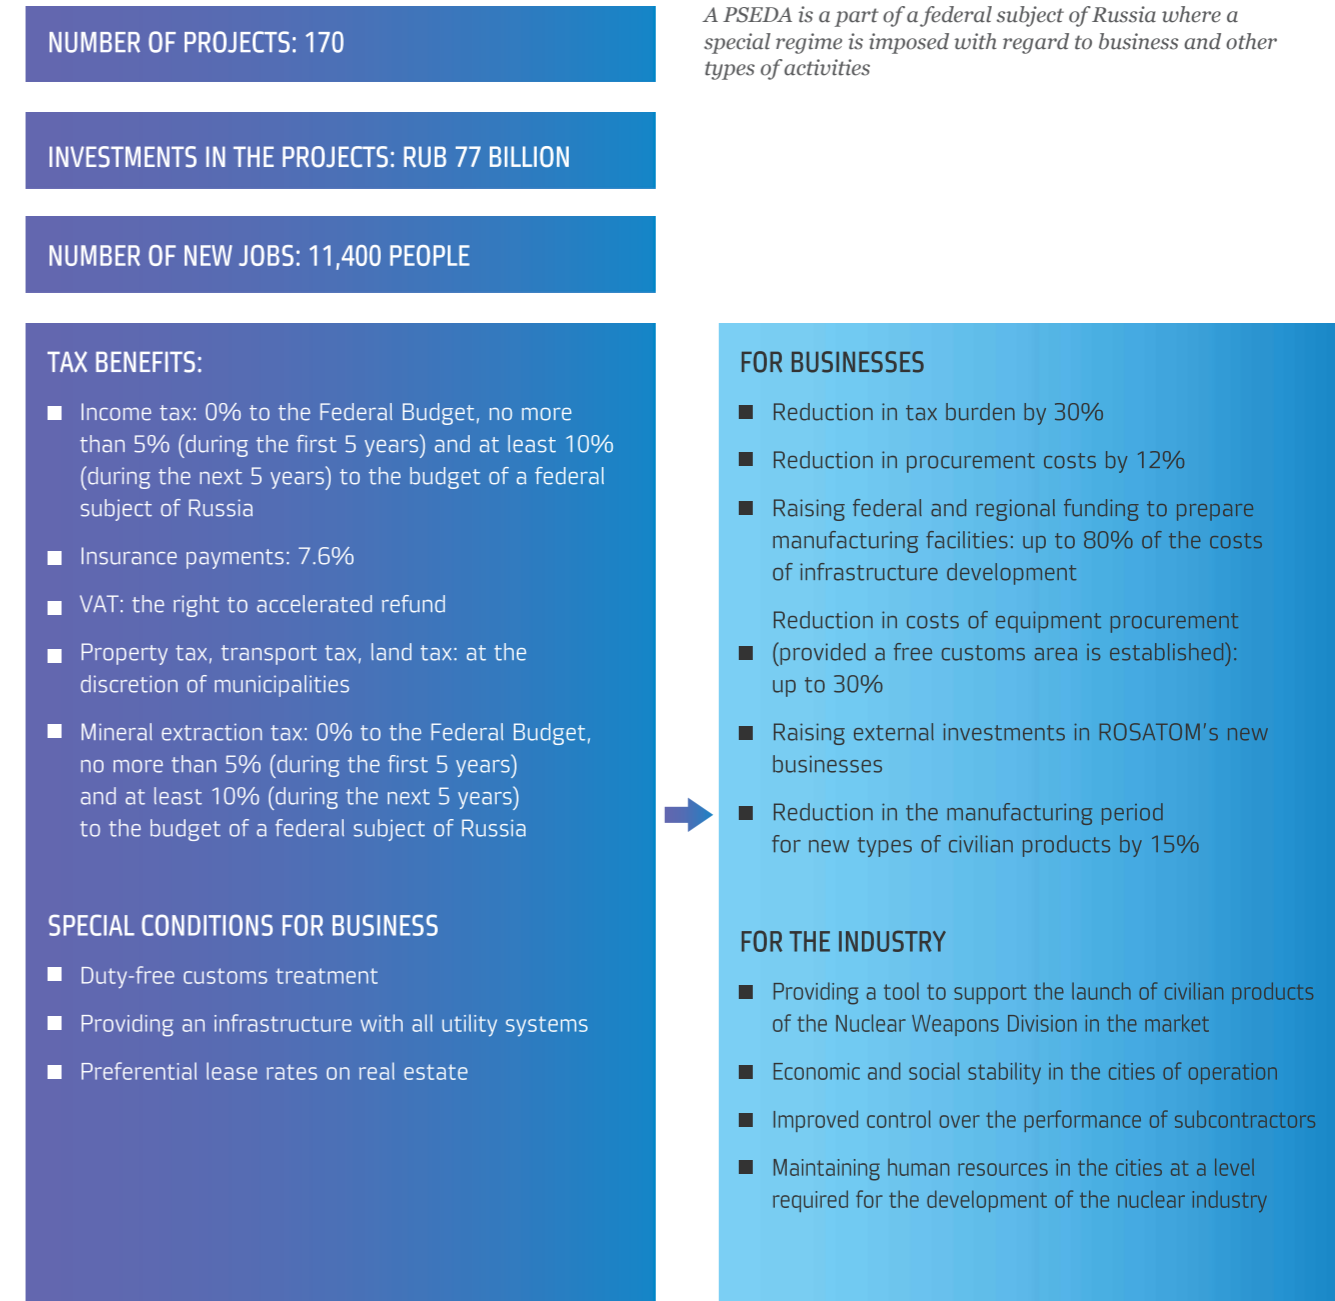 NUMBER OF PROJECTS: 170
A PSEDA is a part of a federal subject of Russia where a
special regime is imposed with regard to business and other
types of activities
INVESTMENTS IN THE PROJECTS: RUB 77 BILLION
NUMBER OF NEW JOBS: 11,400 PEOPLE
TAX BENEFITS:
Income tax: 0% to the Federal Budget, no more
than 5% (during the first 5 years) and at least 10%
(during the next 5 years) to the budget of a federal
subject of Russia
Insurance payments: 7.6%
VAT: the right to accelerated refund
Property tax, transport tax, land tax: at the
discretion of municipalities
Mineral extraction tax: 0% to the Federal Budget,
no more than 5% (during the first 5 years)
and at least 10% (during the next 5 years)
to the budget of a federal subject of Russia
SPECIAL CONDITIONS FOR BUSINESS
Duty-free customs treatment
Providing an infrastructure with all utility systems
Preferential lease rates on real estate
FOR BUSINESSES
Reduction in tax burden by 30%
Reduction in procurement costs by 12%
Raising federal and regional funding to prepare
manufacturing facilities: up to 80% of the costs
of infrastructure development
Reduction in costs of equipment procurement
(provided a free customs area is established):
up to 30%
Raising external investments in ROSATOM's new
businesses
Reduction in the manufacturing period
for new types of civilian products by 15%
FOR THE INDUSTRY
Providing a tool to support the launch of civilian products
of the Nuclear Weapons Division in the market
Economic and social stability in the cities of operation
Improved control over the performance of subcontractors
Maintaining human resources in the cities at a level
required for the development of the nuclear industry